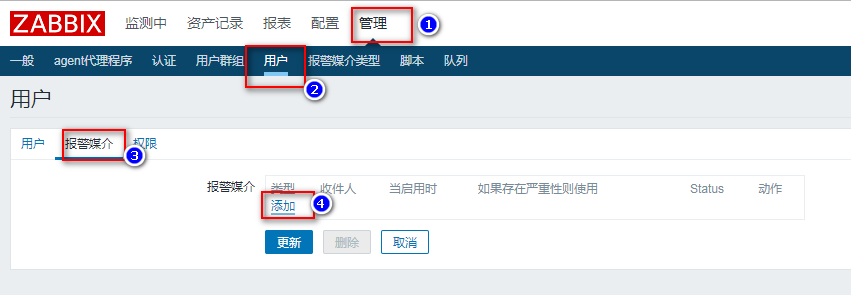 ZABBIX 监测中 资产记录 报表 配置 管理 1
一般 agent代理程序 认证 用户群组 用户 报警媒介类型 脚本 队列
2
用户
用户 报警媒介 权限
3
报警媒介 类型 收件人 当启用时 如果存在严重性则使用 Status 动作
添加 4
更新 删除 取消